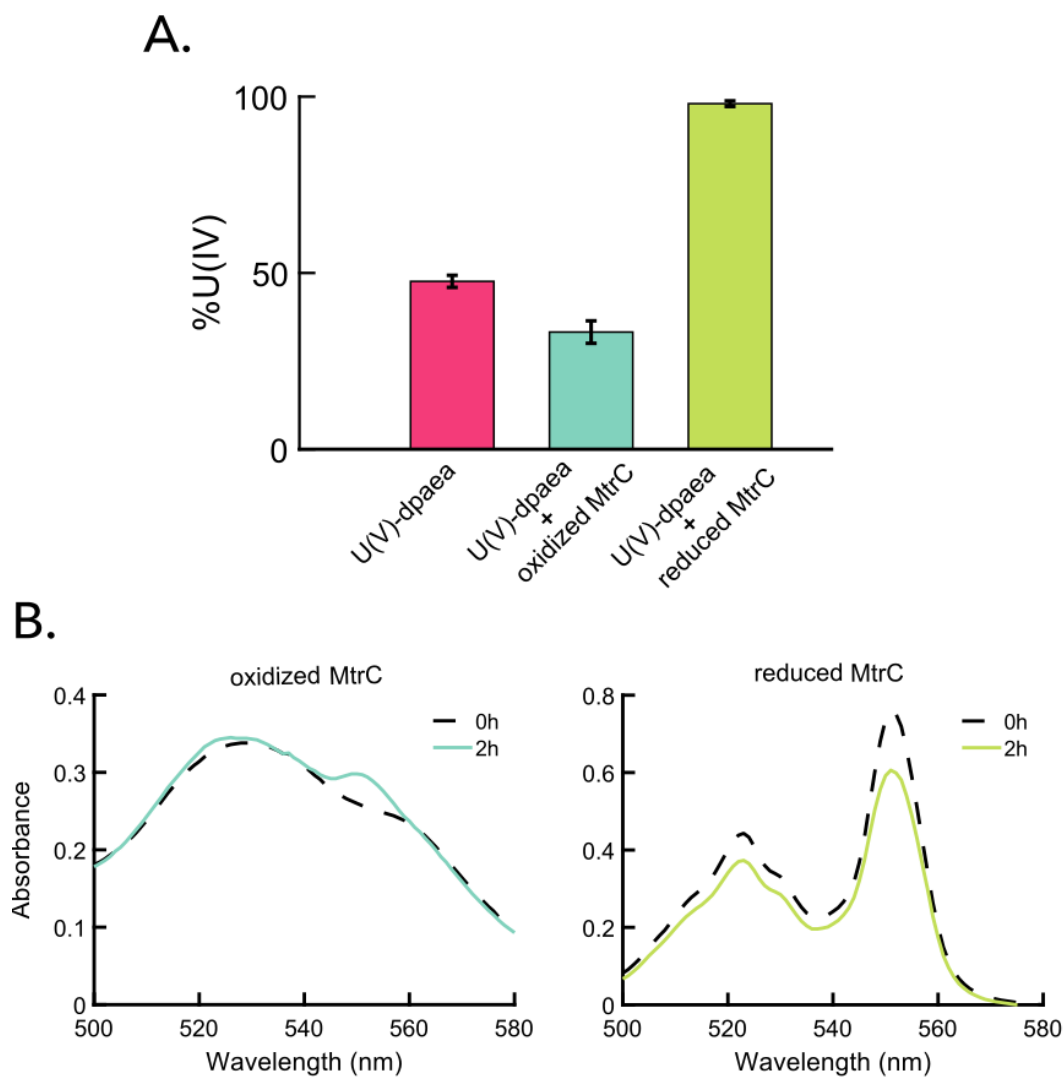 A.
100
50
0
%U(IV)
U(V)-dpaea
U(V)-dpaea
+
oxidized MtrC
U(V)-dpaea
+
reduced MtrC
B.
oxidized MtrC
0.4
0.3
0.2
0.1
0
Absorbance
0h
2h
500
520
540
560
580
Wavelength (nm)
reduced MtrC
0.8
0.6
0.4
0.2
0
0h
2h
500
520
540
560
580
Wavelength (nm)